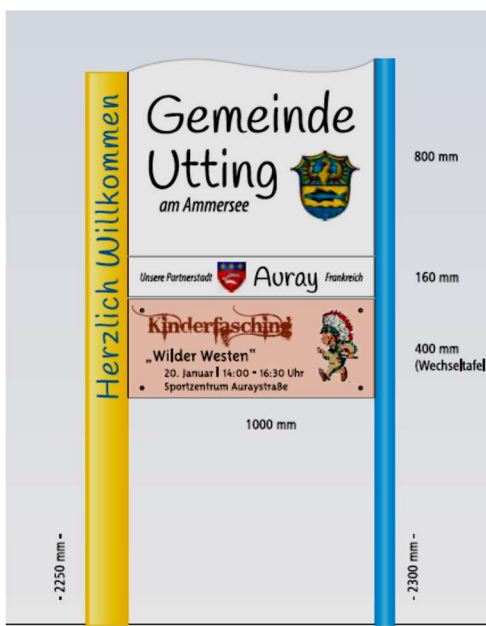 Herzlich Willkommen
Gemeinde
Utting
am Ammersee
800 mm
Unsere Partnerstadt Auray Frankreich
160 mm
Kinderfasching
„Wilder Westen"
20. Januar | 14:00 - 16:30 Uhr
Sportzentrum Auraystraße
400 mm
(Wechseltafel
1000 mm
- 2250 mm -
- 2300 mm -